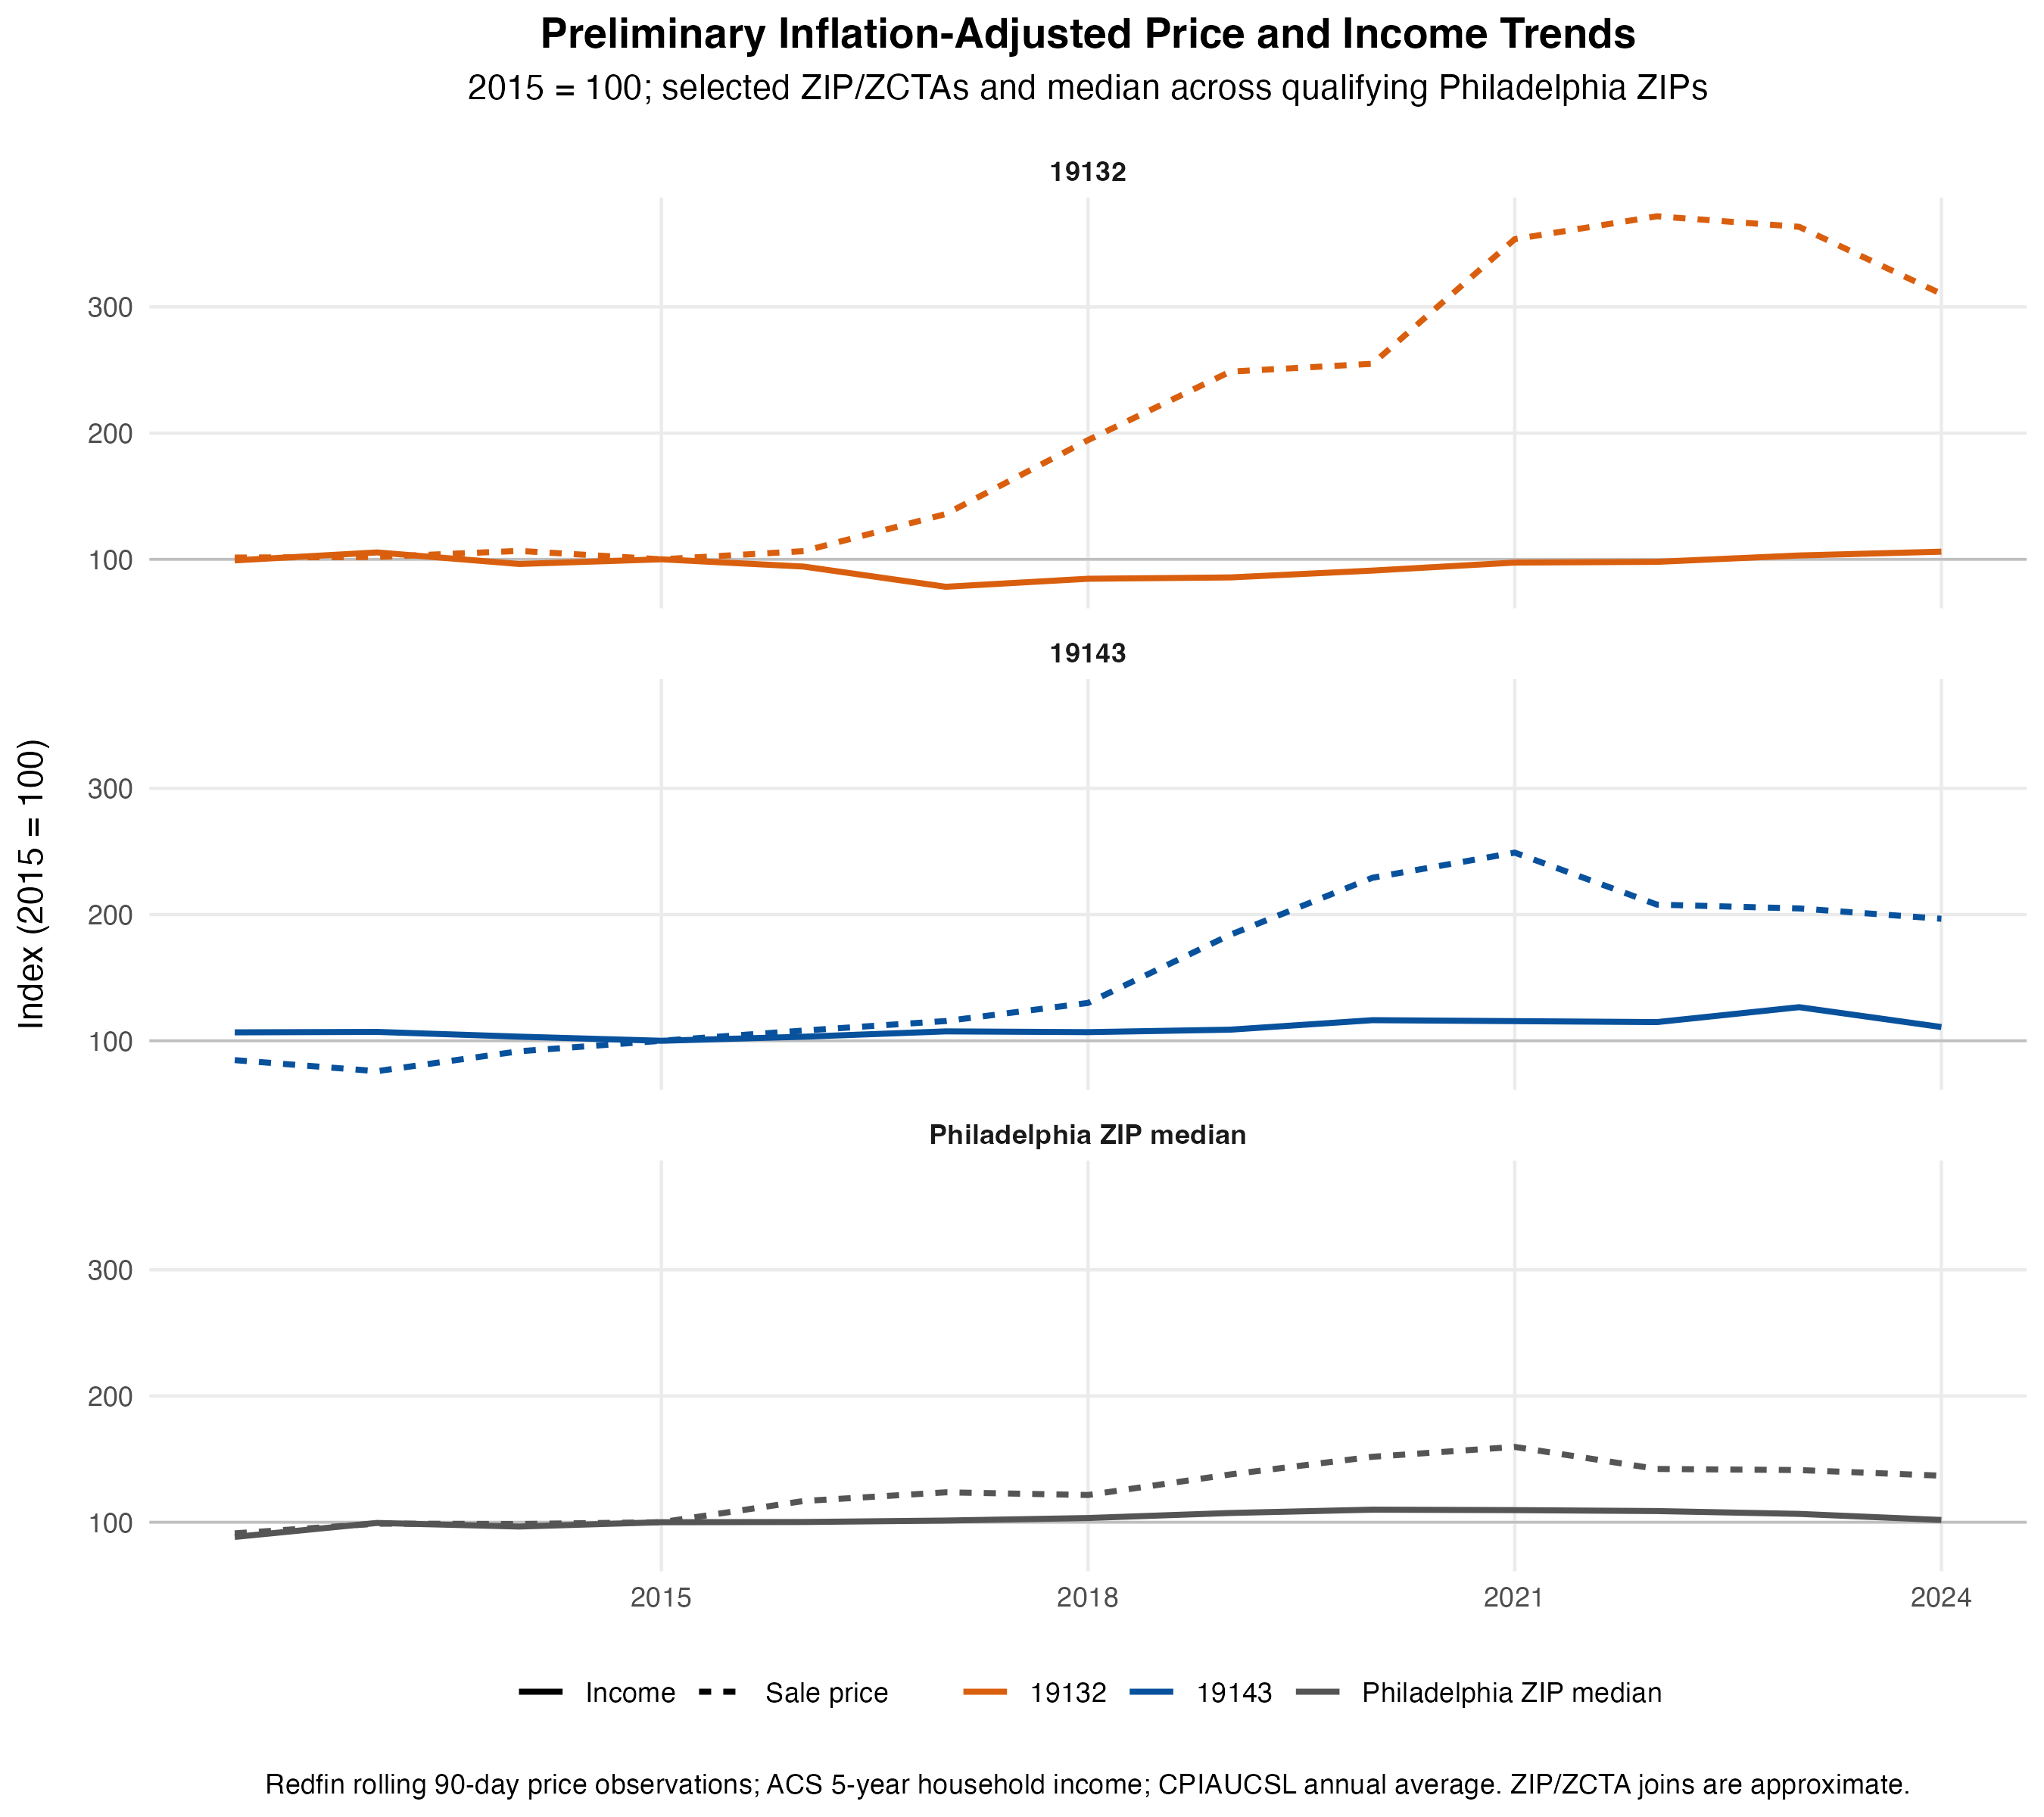 Preliminary Inflation-Adjusted Price and Income Trends
2015 = 100; selected ZIP/ZCTAs and median across qualifying Philadelphia ZIPs
19132
300
200
100
19143
300
200
100
Index (2015 = 100)
Philadelphia ZIP median
300
200
100
2015 2018 2021 2024
Income Sale price 19132 19143 Philadelphia ZIP median
Redfin rolling 90-day price observations; ACS 5-year household income; CPIAUCSL annual average. ZIP/ZCTA joins are approximate.